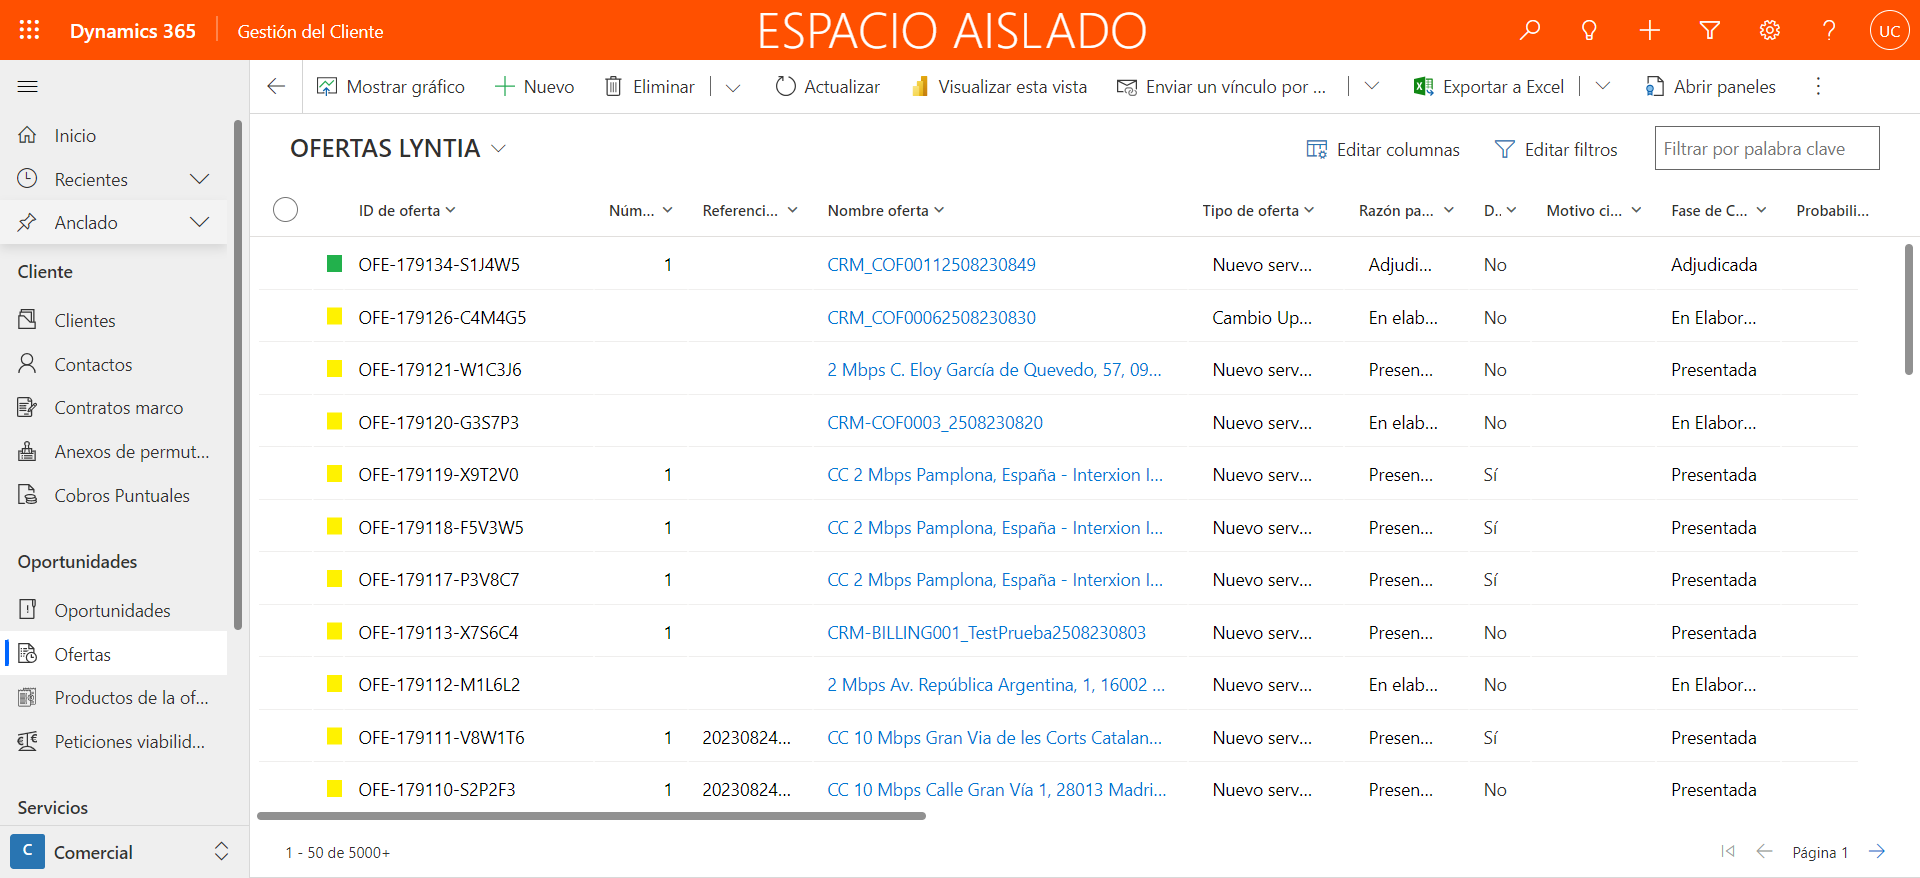 Dynamics 365 Gestión del Cliente ESPACIO AISLADO UC
Mostrar gráfico Nuevo Eliminar Actualizar Visualizar esta vista Enviar un vínculo por ... Exportar a Excel Abrir paneles
Inicio
Recientes
Anclado
Cliente
Clientes
Contactos
Contratos marco
Anexos de permut...
Cobros Puntuales
Oportunidades
Oportunidades
Ofertas
Productos de la of...
Peticiones viabilid...
Servicios
C Comercial
OFERTAS LYNTIA Editar columnas Editar filtros Filtrar por palabra clave
ID de oferta Núm... Referenci... Nombre oferta Tipo de oferta Razón pa... D.. Motivo ci... Fase de C... Probabili...
OFE-179134-S1J4W5 1 CRM_COF00112508230849 Nuevo serv... Adjudi... No Adjudicada
OFE-179126-C4M4G5 CRM_COF00062508230830 Cambio Up... En elab... No En Elabor...
OFE-179121-W1C3J6 2 Mbps C. Eloy García de Quevedo, 57, 09... Nuevo serv... Presen... No Presentada
OFE-179120-G3S7P3 CRM-COF0003_2508230820 Nuevo serv... En elab... No En Elabor...
OFE-179119-X9T2V0 1 CC 2 Mbps Pamplona, España - Interxion I... Nuevo serv... Presen... Sí Presentada
OFE-179118-F5V3W5 1 CC 2 Mbps Pamplona, España - Interxion I... Nuevo serv... Presen... Sí Presentada
OFE-179117-P3V8C7 1 CC 2 Mbps Pamplona, España - Interxion I... Nuevo serv... Presen... Sí Presentada
OFE-179113-X7S6C4 1 CRM-BILLING001_TestPrueba2508230803 Nuevo serv... Presen... No Presentada
OFE-179112-M1L6L2 2 Mbps Av. República Argentina, 1, 16002 ... Nuevo serv... En elab... No En Elabor...
OFE-179111-V8W1T6 1 20230824... CC 10 Mbps Gran Via de les Corts Catalan... Nuevo serv... Presen... Sí Presentada
OFE-179110-S2P2F3 1 20230824... CC 10 Mbps Calle Gran Vía 1, 28013 Madri... Nuevo serv... Presen... No Presentada
1 - 50 de 5000+ Página 1